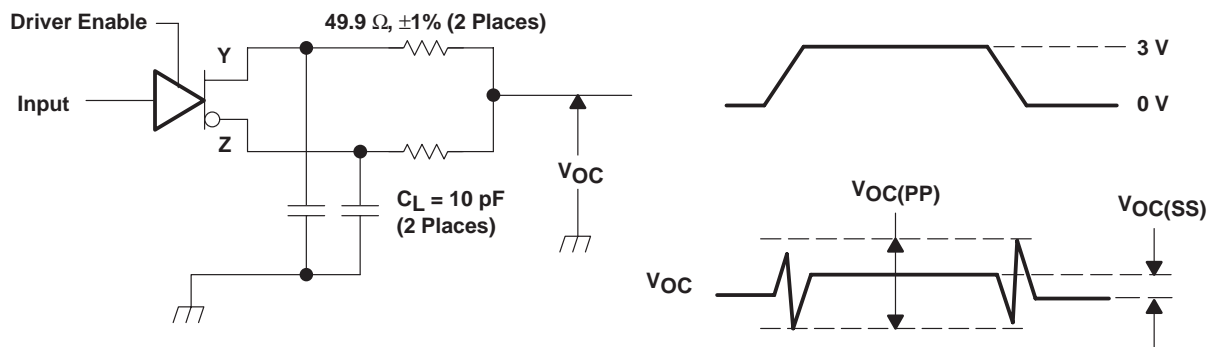 Driver Enable
49.9 Ω, ±1% (2 Places)
Y
Input
Z
VOC
CL = 10 pF
(2 Places)
3 V
0 V
VOC(PP)
VOC(SS)
VOC